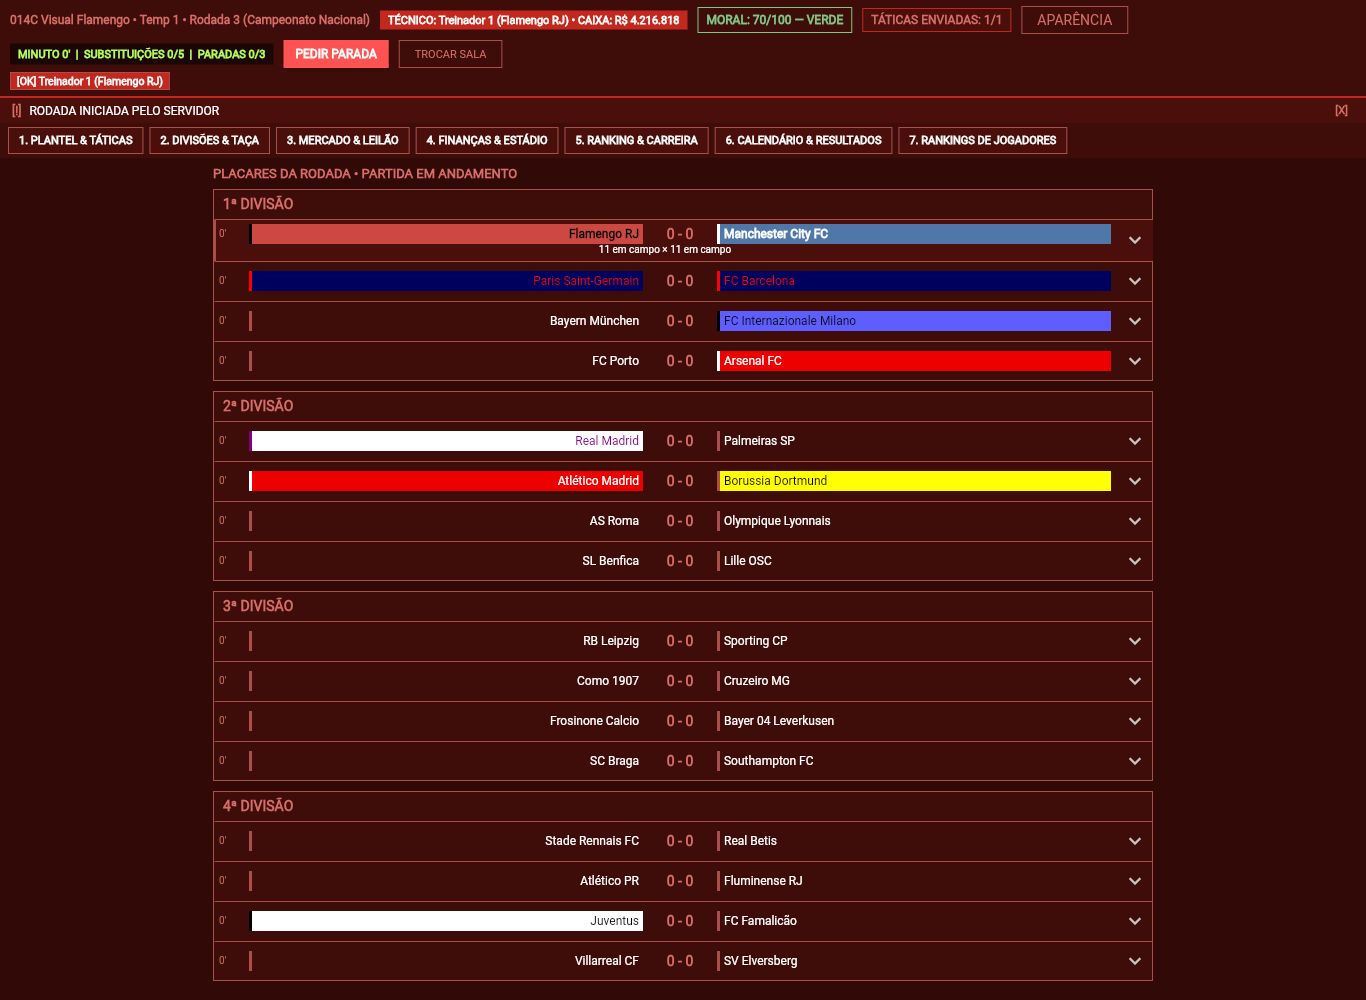 014C Visual Flamengo • Temp 1 • Rodada 3 (Campeonato Nacional) TÉCNICO: Treinador 1 (Flamengo RJ) • CAIXA: R$ 4.216.818 MORAL: 70/100 — VERDE TÁTICAS ENVIADAS: 1/1 APARÊNCIA
MINUTO 0' | SUBSTITUIÇÕES 0/5 | PARADAS 0/3 PEDIR PARADA TROCAR SALA
[OK] Treinador 1 (Flamengo RJ)
[!] RODADA INICIADA PELO SERVIDOR [X]
1. PLANTEL & TÁTICAS 2. DIVISÕES & TAÇA 3. MERCADO & LEILÃO 4. FINANÇAS & ESTÁDIO 5. RANKING & CARREIRA 6. CALENDÁRIO & RESULTADOS 7. RANKINGS DE JOGADORES
PLACARES DA RODADA • PARTIDA EM ANDAMENTO
1ª DIVISÃO
0' Flamengo RJ 0 - 0 Manchester City FC
11 em campo × 11 em campo
0' Paris Saint-Germain 0 - 0 FC Barcelona
0' Bayern München 0 - 0 FC Internazionale Milano
0' FC Porto 0 - 0 Arsenal FC
2ª DIVISÃO
0' Real Madrid 0 - 0 Palmeiras SP
0' Atlético Madrid 0 - 0 Borussia Dortmund
0' AS Roma 0 - 0 Olympique Lyonnais
0' SL Benfica 0 - 0 Lille OSC
3ª DIVISÃO
0' RB Leipzig 0 - 0 Sporting CP
0' Como 1907 0 - 0 Cruzeiro MG
0' Frosinone Calcio 0 - 0 Bayer 04 Leverkusen
0' SC Braga 0 - 0 Southampton FC
4ª DIVISÃO
0' Stade Rennais FC 0 - 0 Real Betis
0' Atlético PR 0 - 0 Fluminense RJ
0' Juventus 0 - 0 FC Famalicão
0' Villarreal CF 0 - 0 SV Elversberg